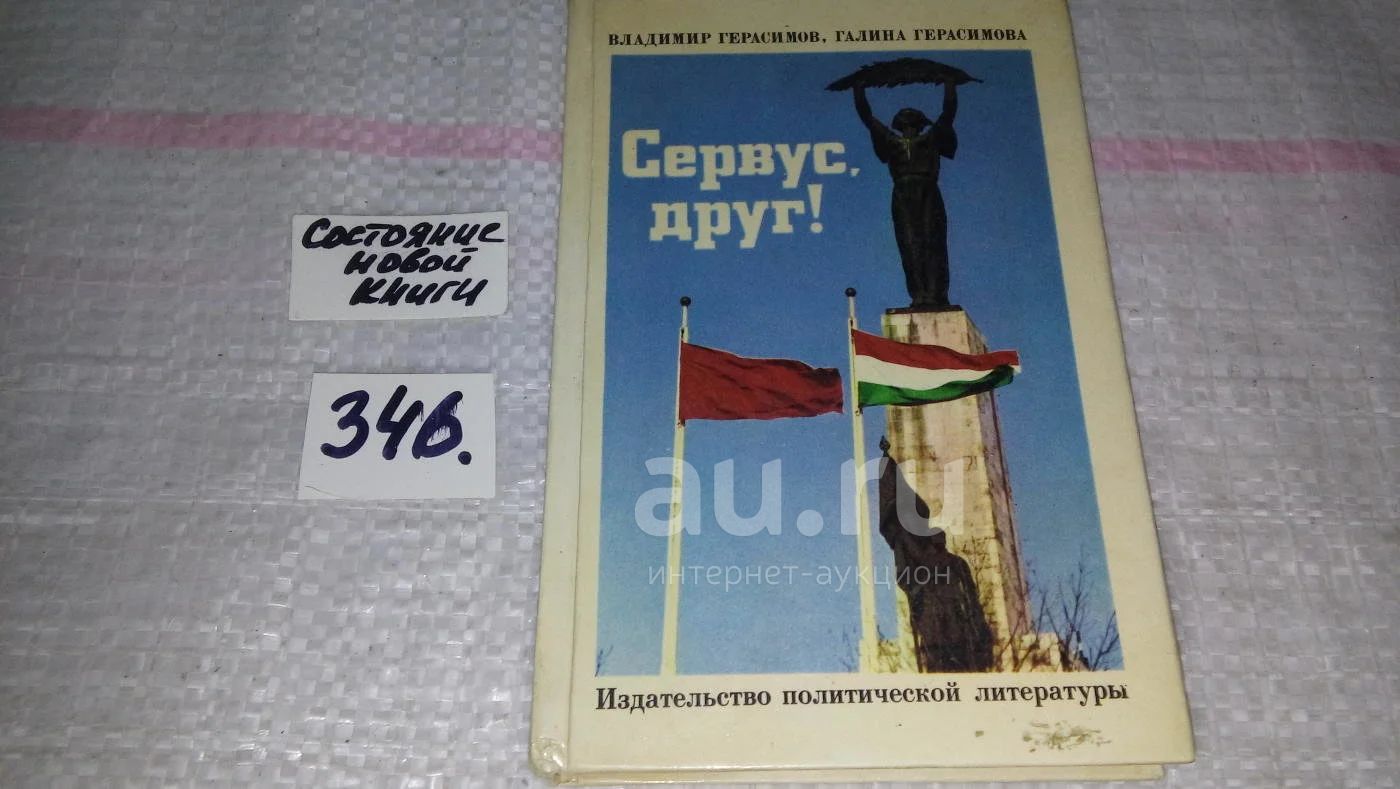 ВЛАДИМИР ГЕРАСИМОВ, ГАЛИНА ГЕРАСИМОВА
Сервус,
друг!
Издательство политической литературы
Состояние
новой
книги
346.
au.ru
интернет-аукцион